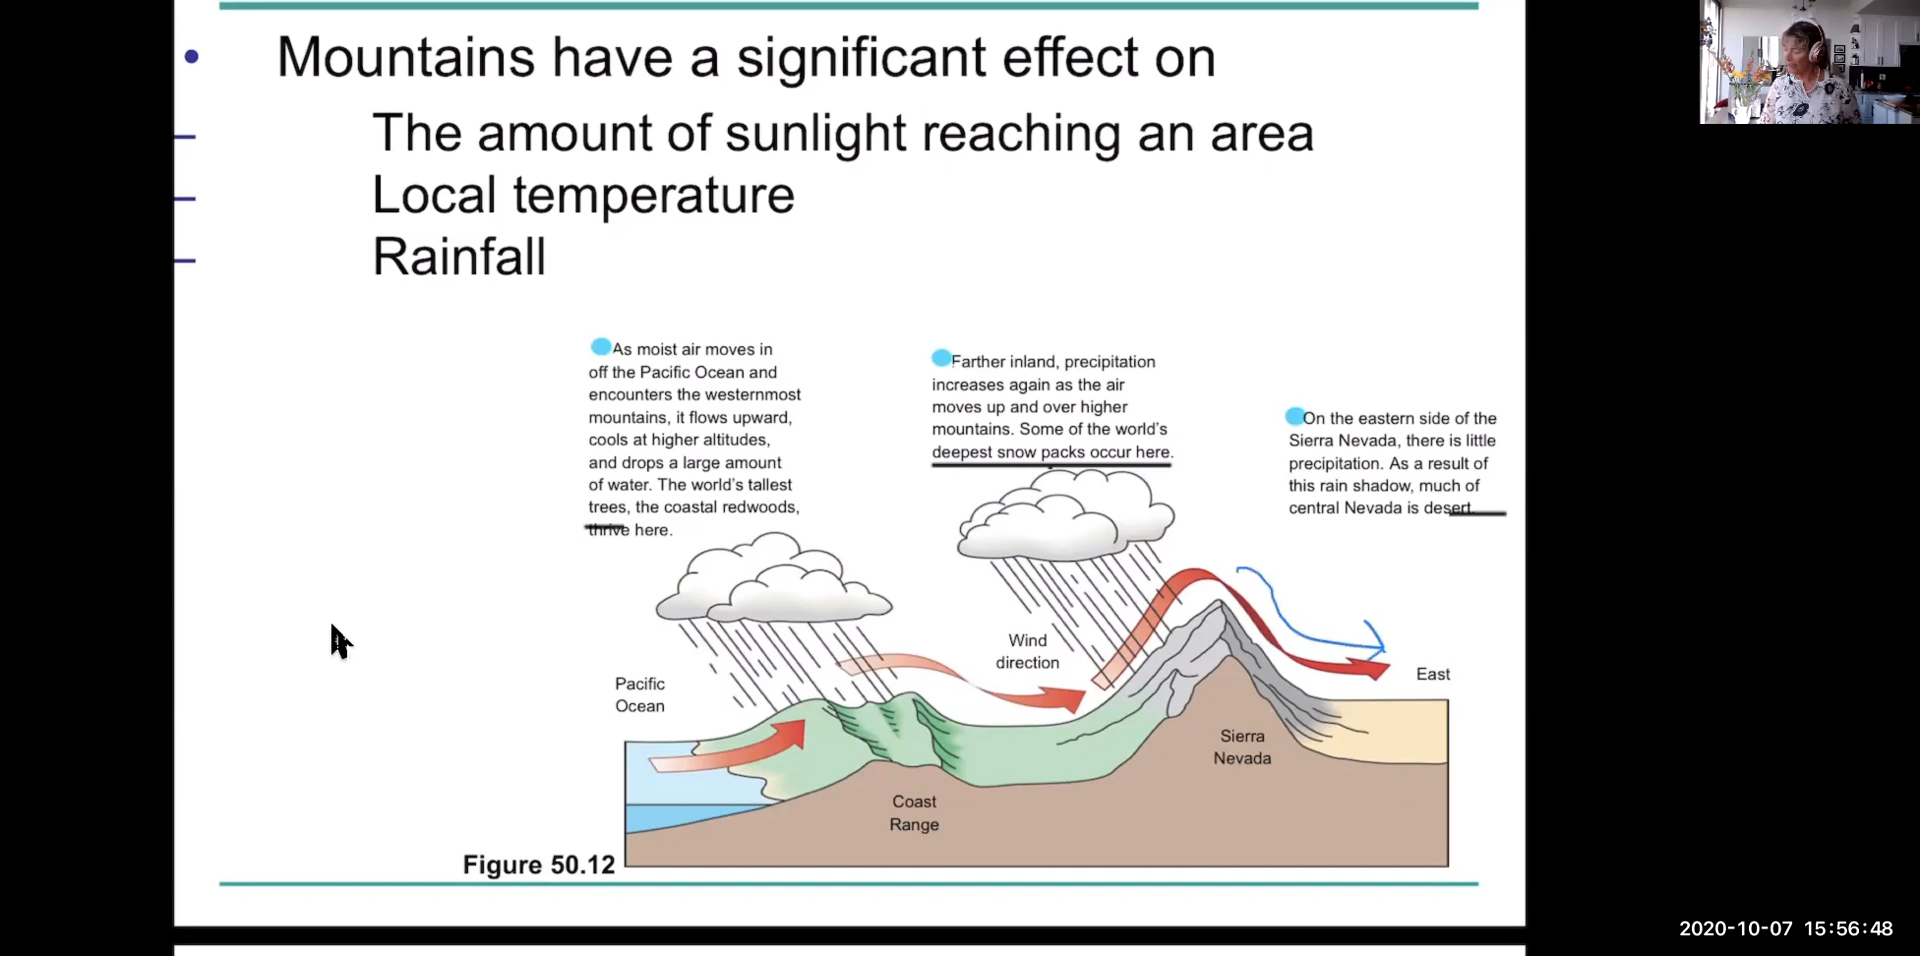 • Mountains have a significant effect on
– The amount of sunlight reaching an area
– Local temperature
– Rainfall
As moist air moves in
off the Pacific Ocean and
encounters the westernmost
mountains, it flows upward,
cools at higher altitudes,
and drops a large amount
of water. The world's tallest
trees, the coastal redwoods,
thrive here.
Farther inland, precipitation
increases again as the air
moves up and over higher
mountains. Some of the world's
deepest snow packs occur here.
On the eastern side of the
Sierra Nevada, there is little
precipitation. As a result of
this rain shadow, much of
central Nevada is desert.
Wind
direction
Pacific
Ocean
East
Sierra
Nevada
Coast
Range
Figure 50.12
2020-10-07 15:56:48